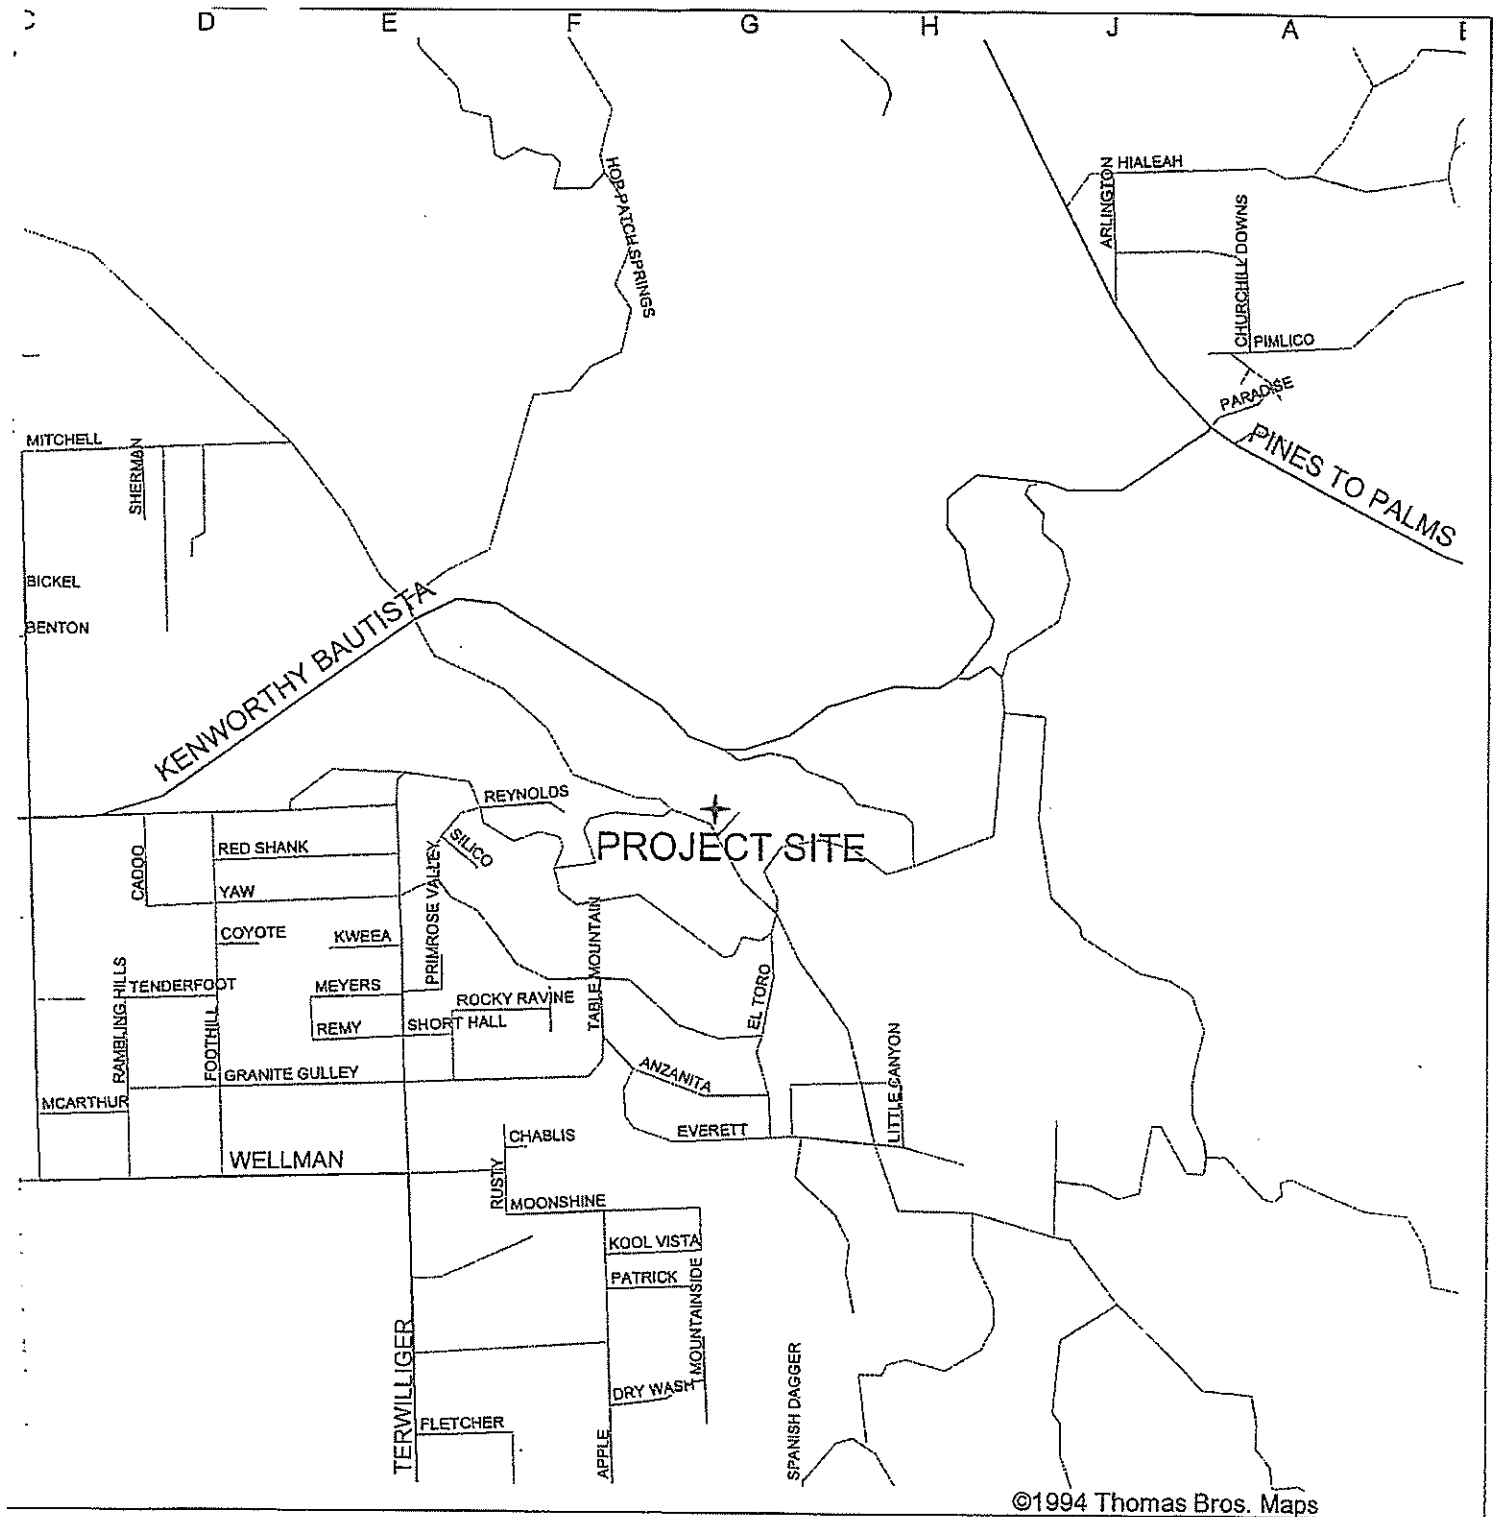 C D E F G H J A
HOP PATCH SPRINGS
ARLINGTON
HIALEAH
CHURCHILL DOWNS
PIMLICO
PARADISE
PINES TO PALMS
MITCHELL
SHERMAN
BICKEL
BENTON
KENWORTHY BAUTISTA
REYNOLDS
PROJECT SITE
SILICO
CADOO
RED SHANK
YAW
COYOTE
KWEEA
PRIMROSE VALLEY
TABLE MOUNTAIN
RAMBLING HILLS
TENDERFOOT
FOOTHILL
MEYERS
ROCKY RAVINE
REMY
SHORT HALL
EL TORO
GRANITE GULLEY
ANZANITA
LITTLE CANYON
MCARTHUR
EVERETT
CHABLIS
WELLMAN
RUSTY
MOONSHINE
KOOL VISTA
PATRICK
MOUNTAINSIDE
TERWILLIGER
DRY WASH
SPANISH DAGGER
FLETCHER
APPLE
©1994 Thomas Bros. Maps